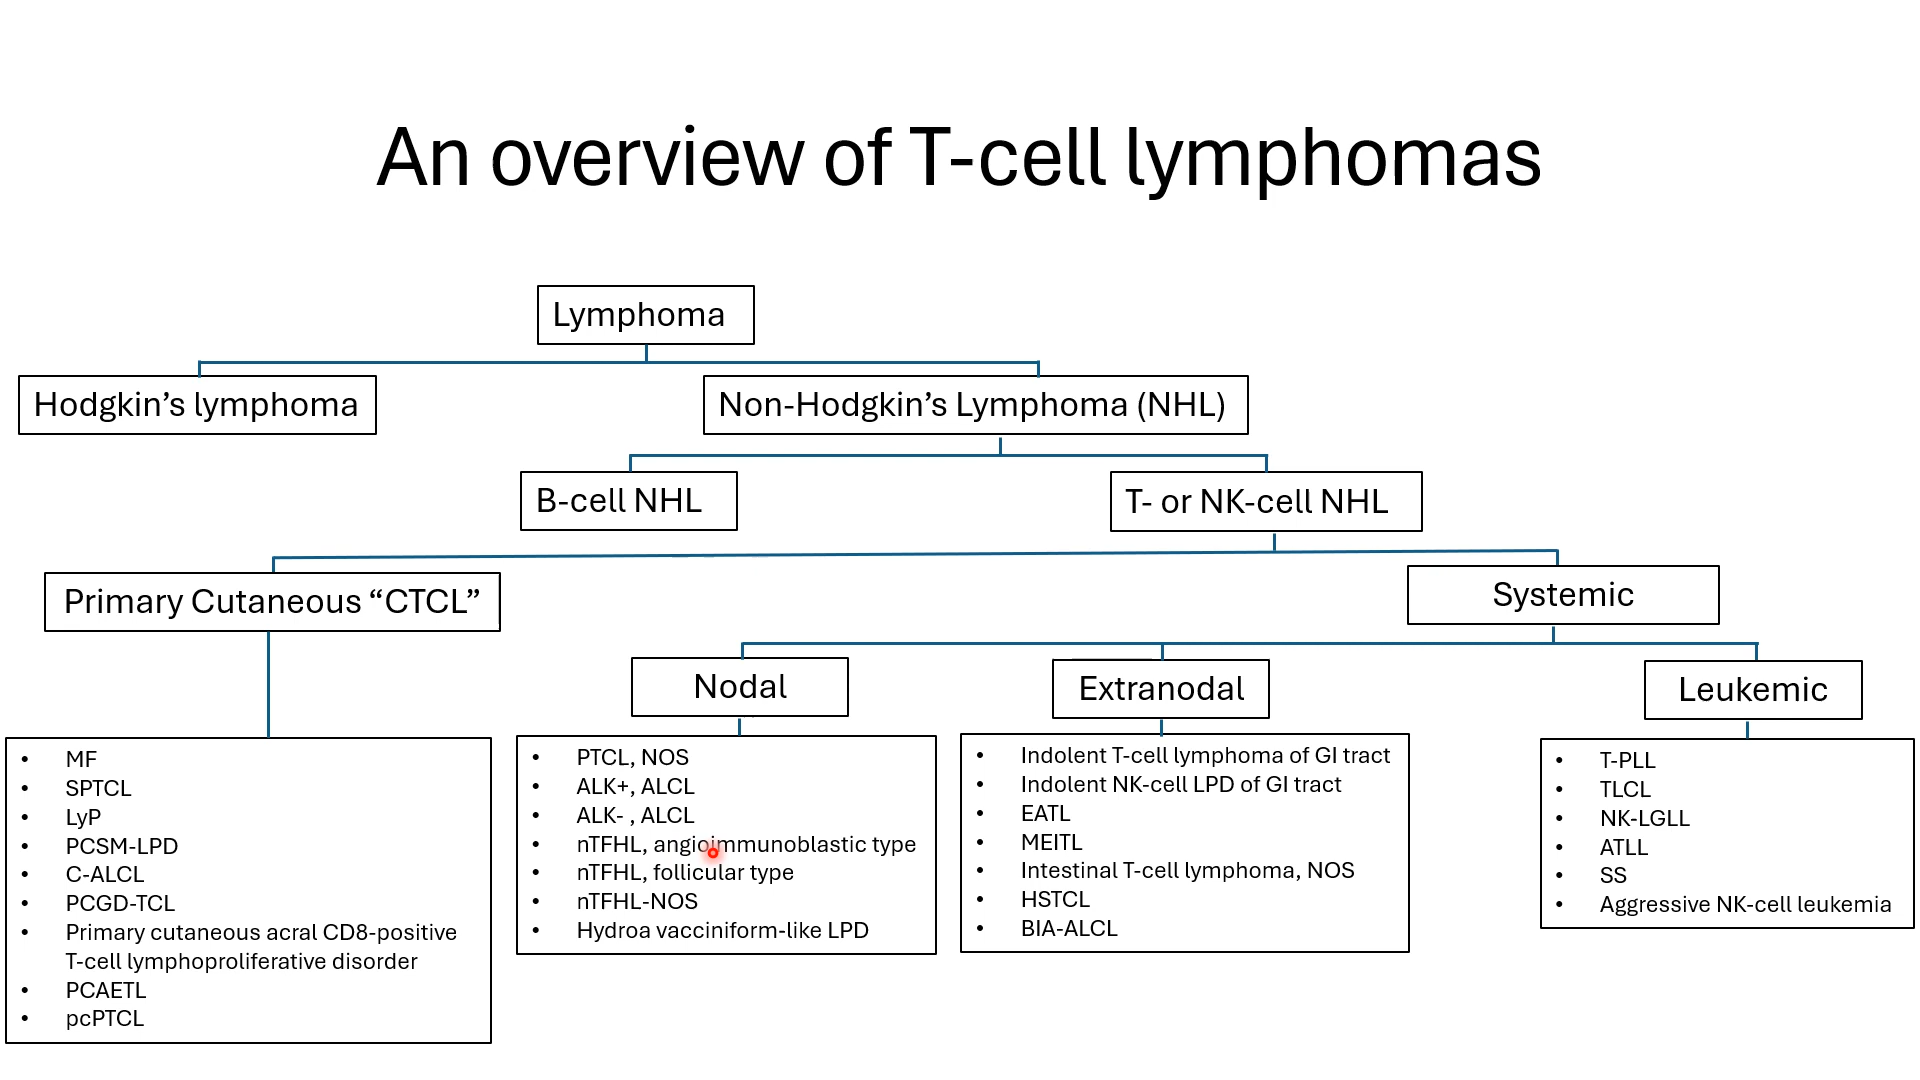 An overview of T-cell lymphomas
Lymphoma
Hodgkin’s lymphoma
Non-Hodgkin’s Lymphoma (NHL)
B-cell NHL
T- or NK-cell NHL
Primary Cutaneous “CTCL”
Systemic
Nodal
Extranodal
Leukemic
• MF
• SPTCL
• LyP
• PCSM-LPD
• C-ALCL
• PCGD-TCL
• Primary cutaneous acral CD8-positive
T-cell lymphoproliferative disorder
• PCAETL
• pcPTCL
• PTCL, NOS
• ALK+, ALCL
• ALK- , ALCL
• nTFHL, angioimmunoblastic type
• nTFHL, follicular type
• nTFHL-NOS
• Hydroa vacciniform-like LPD
• Indolent T-cell lymphoma of GI tract
• Indolent NK-cell LPD of GI tract
• EATL
• MEITL
• Intestinal T-cell lymphoma, NOS
• HSTCL
• BIA-ALCL
• T-PLL
• TLCL
• NK-LGLL
• ATLL
• SS
• Aggressive NK-cell leukemia